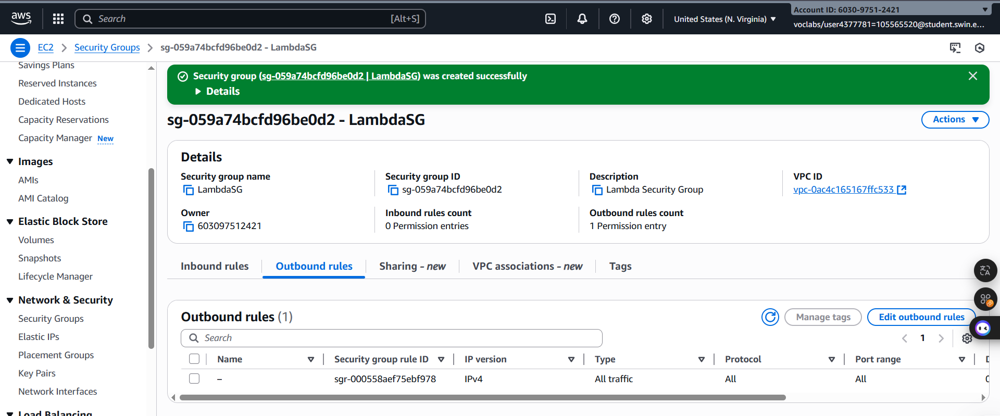 aws
Search
[Alt+S]
United States (N. Virginia)
Account ID: 6030-9751-2421
voclabs/user4377781=105565520@student.swin.e...
EC2
Security Groups
sg-059a74bcfd96be0d2 - LambdaSG
Savings Plans
Reserved Instances
Dedicated Hosts
Capacity Reservations
Capacity Manager New
Images
AMIs
AMI Catalog
Elastic Block Store
Volumes
Snapshots
Lifecycle Manager
Network & Security
Security Groups
Elastic IPs
Placement Groups
Key Pairs
Network Interfaces
Load Balancing
Security group (sg-059a74bcfd96be0d2 | LambdaSG) was created successfully
Details
sg-059a74bcfd96be0d2 - LambdaSG
Actions
Details
Security group name
LambdaSG
Security group ID
sg-059a74bcfd96be0d2
Description
Lambda Security Group
VPC ID
vpc-0ac4c165167ffc533
Owner
603097512421
Inbound rules count
0 Permission entries
Outbound rules count
1 Permission entry
Inbound rules
Outbound rules
Sharing - new
VPC associations - new
Tags
Outbound rules (1)
Manage tags
Edit outbound rules
Search
1
Name
Security group rule ID
IP version
Type
Protocol
Port range
–
sgr-000558aef75ebf978
IPv4
All traffic
All
All